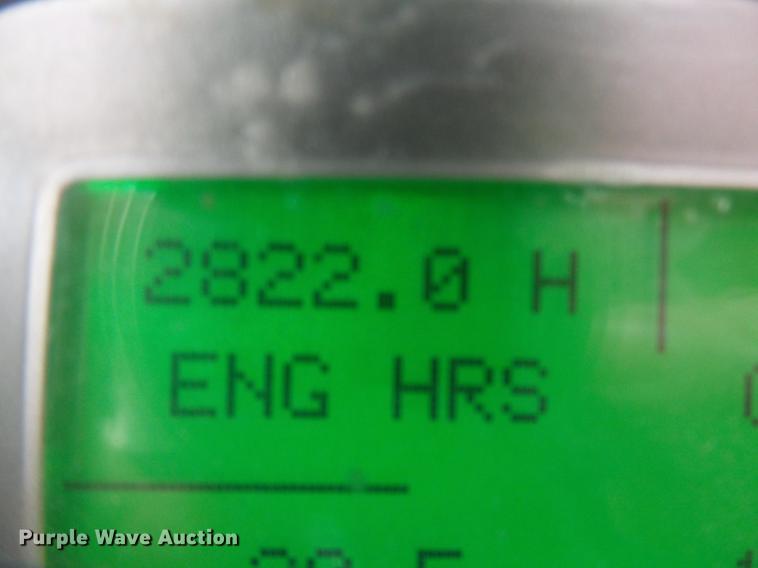 2822.0 H
ENG HRS
Purple Wave Auction